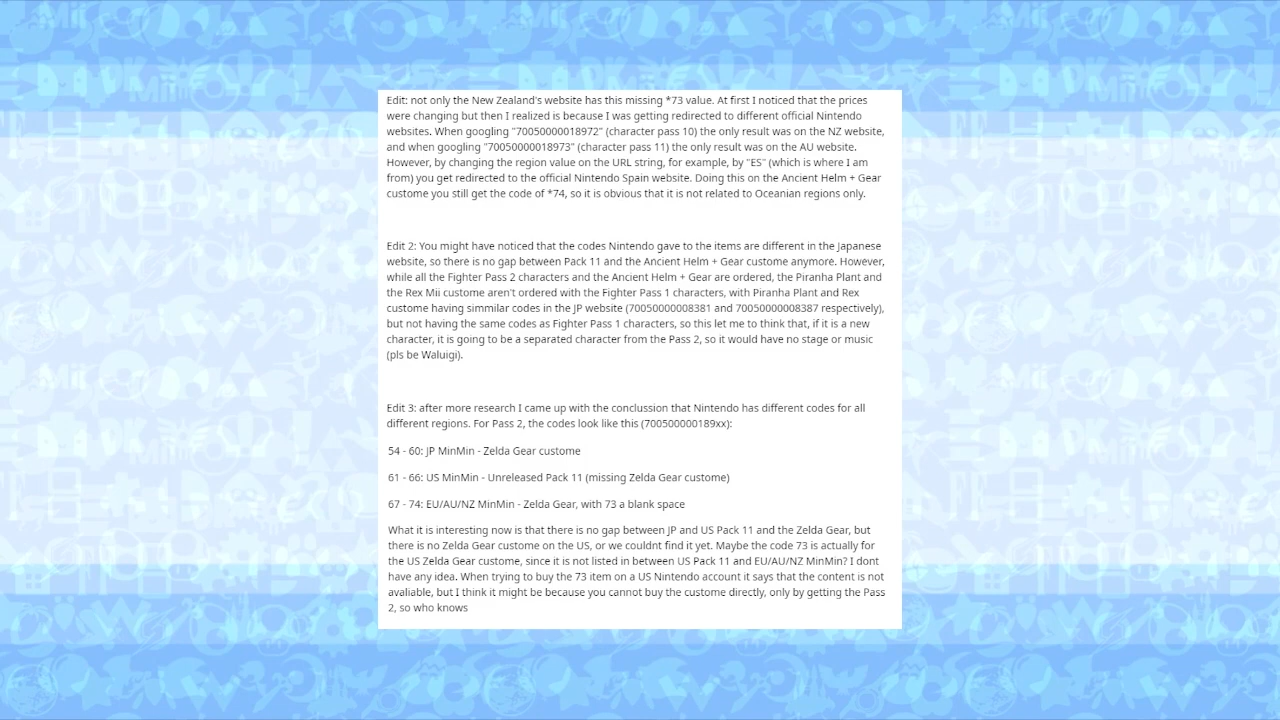 Edit: not only the New Zealand's website has this missing *73 value. At first I noticed that the prices
were changing but then I realized is because I was getting redirected to different official Nintendo
websites. When googling "70050000018972" (character pass 10) the only result was on the NZ website,
and when googling "70050000018973" (character pass 11) the only result was on the AU website.
However, by changing the region value on the URL string, for example, by "ES" (which is where I am
from) you get redirected to the official Nintendo Spain website. Doing this on the Ancient Helm + Gear
custome you still get the code of *74, so it is obvious that it is not related to Oceanian regions only.
Edit 2: You might have noticed that the codes Nintendo gave to the items are different in the Japanese
website, so there is no gap between Pack 11 and the Ancient Helm + Gear custome anymore. However,
while all the Fighter Pass 2 characters and the Ancient Helm + Gear are ordered, the Piranha Plant and
the Rex Mii custome aren't ordered with the Fighter Pass 1 characters, with Piranha Plant and Rex
custome having simmilar codes in the JP website (70050000008381 and 70050000008387 respectively),
but not having the same codes as Fighter Pass 1 characters, so this let me to think that, if it is a new
character, it is going to be a separated character from the Pass 2, so it would have no stage or music
(pls be Waluigi).
Edit 3: after more research I came up with the conclussion that Nintendo has different codes for all
different regions. For Pass 2, the codes look like this (700500000189xx):
54 - 60: JP MinMin - Zelda Gear custome
61 - 66: US MinMin - Unreleased Pack 11 (missing Zelda Gear custome)
67 - 74: EU/AU/NZ MinMin - Zelda Gear, with 73 a blank space
What it is interesting now is that there is no gap between JP and US Pack 11 and the Zelda Gear, but
there is no Zelda Gear custome on the US, or we couldnt find it yet. Maybe the code 73 is actually for
the US Zelda Gear custome, since it is not listed in between US Pack 11 and EU/AU/NZ MinMin? I dont
have any idea. When trying to buy the 73 item on a US Nintendo account it says that the content is not
avaliable, but I think it might be because you cannot buy the custome directly, only by getting the Pass
2, so who knows